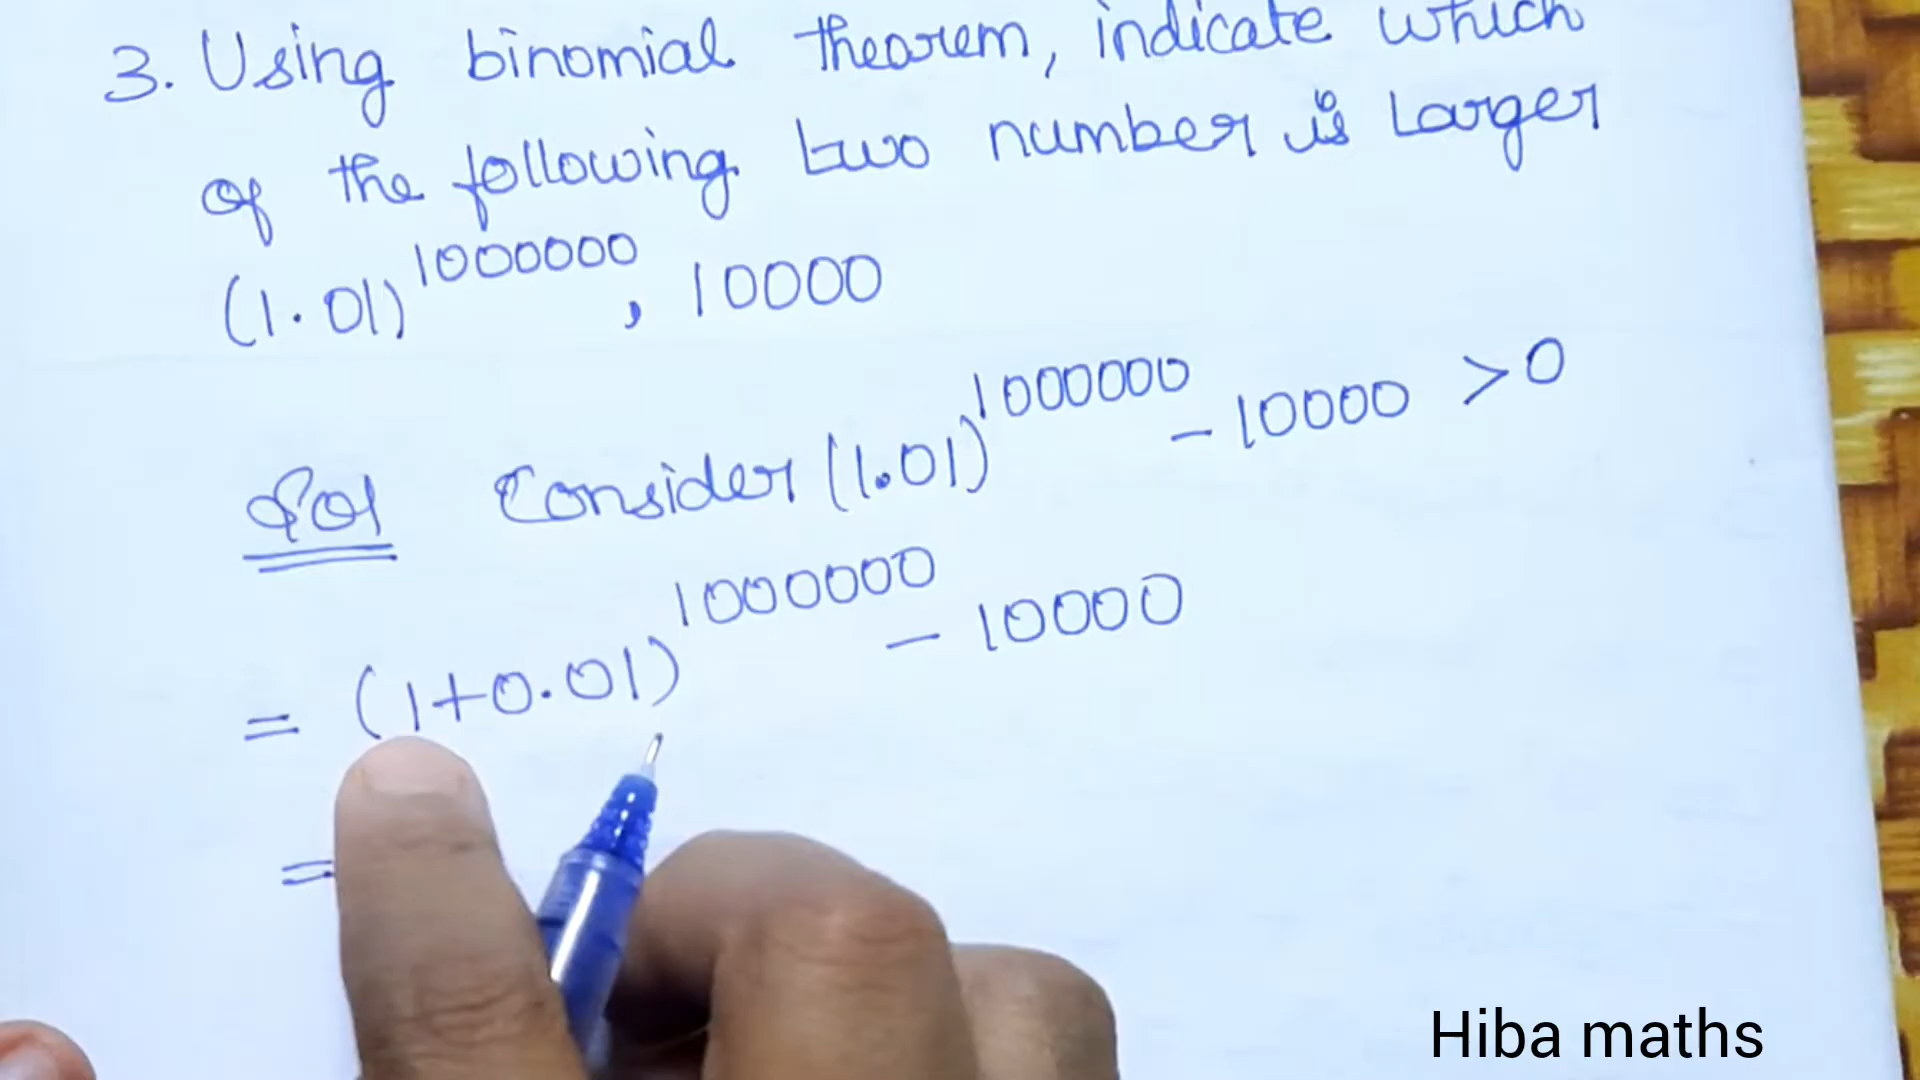 3. Using binomial thearem, indicate which
of the following two number is Larger
(1.01)^1000000, 10000
Sol Consider (1.01)^1000000 - 10000 > 0
= (1+0.01)^1000000 - 10000
=
Hiba maths